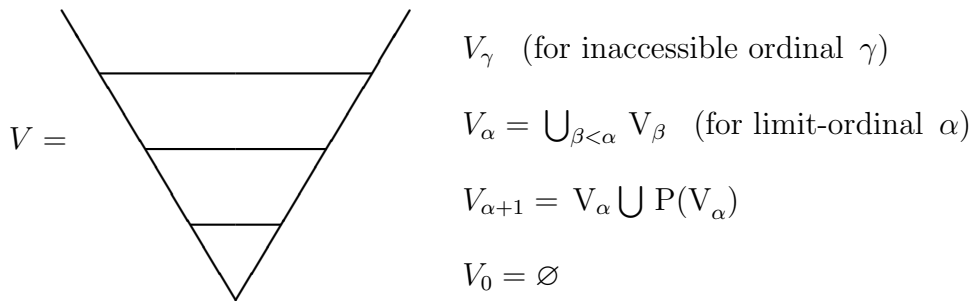 V_γ (for inaccessible ordinal γ)
V =
V_α = ⋃_{β<α} V_β (for limit-ordinal α)
V_{α+1} = V_α ⋃ P(V_α)
V_0 = ∅